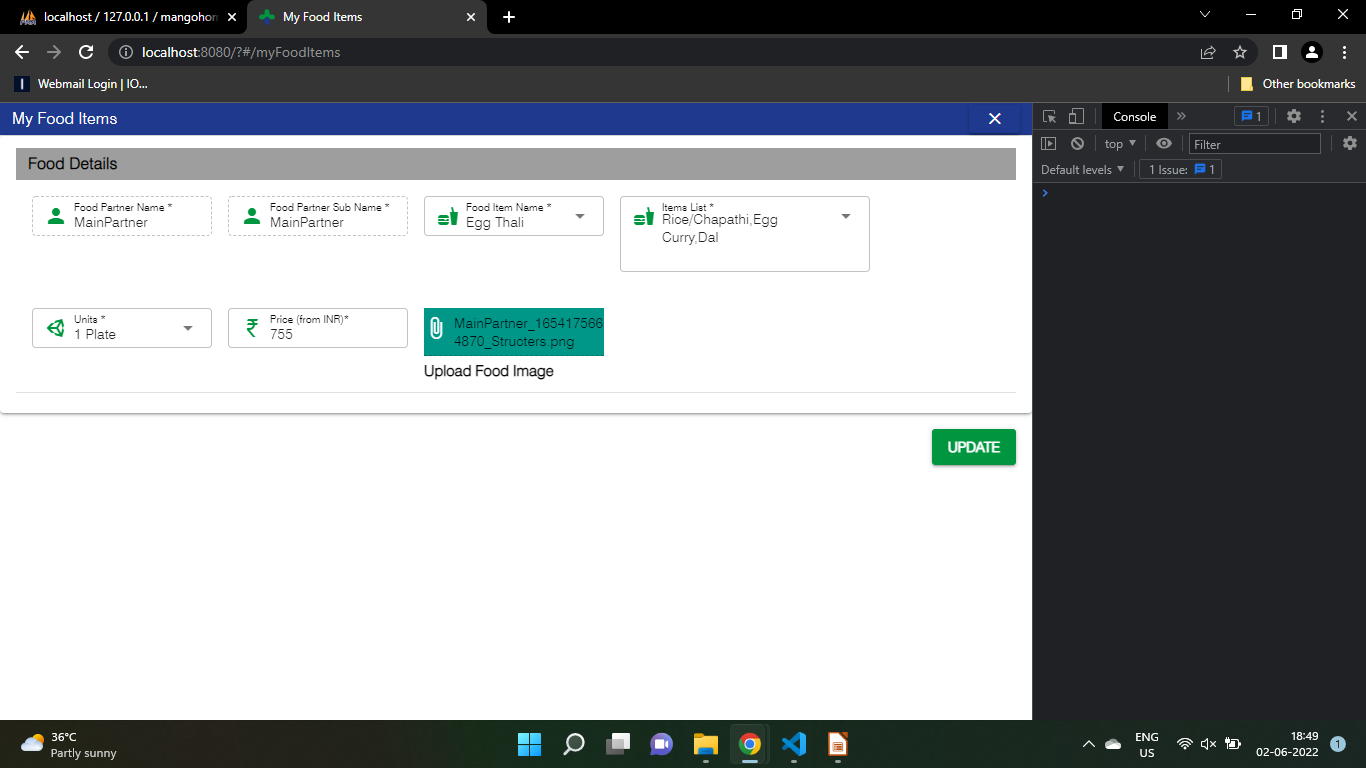 localhost / 127.0.0.1 / mangohom
My Food Items
localhost:8080/?#/myFoodItems
Webmail Login | IO...
Other bookmarks
My Food Items
Console
1
top
Filter
Default levels
1 Issue:
1
Food Details
Food Partner Name *
MainPartner
Food Partner Sub Name *
MainPartner
Food Item Name *
Egg Thali
Items List *
Rice/Chapathi,Egg
Curry,Dal
Units *
1 Plate
Price (from INR)*
755
MainPartner_165417566
4870_Structers.png
Upload Food Image
UPDATE
36°C
Partly sunny
ENG
US
18:49
02-06-2022
1